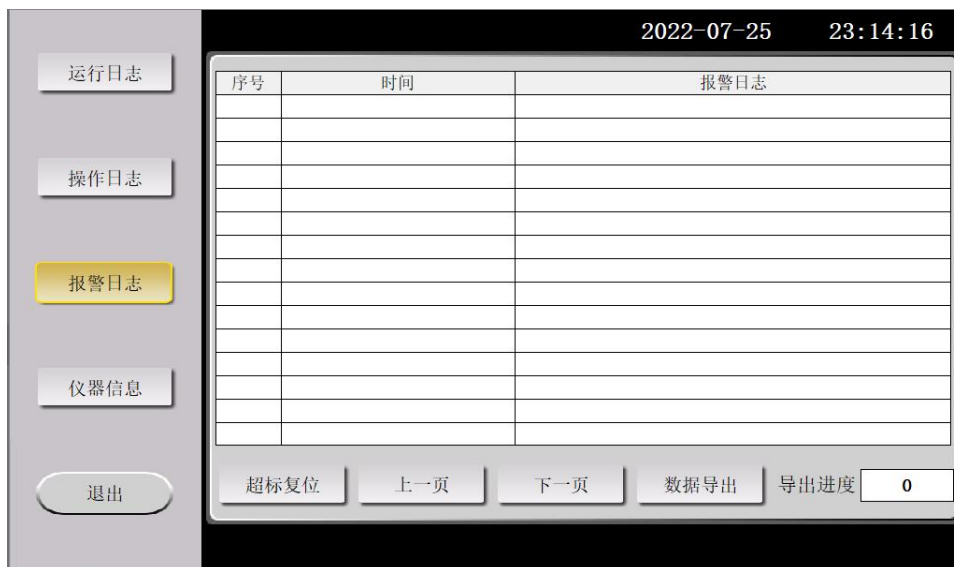 2022-07-25 23:14:16
运行日志
操作日志
报警日志
仪器信息
退出
序号 时间 报警日志
超标复位 上一页 下一页 数据导出 导出进度 0